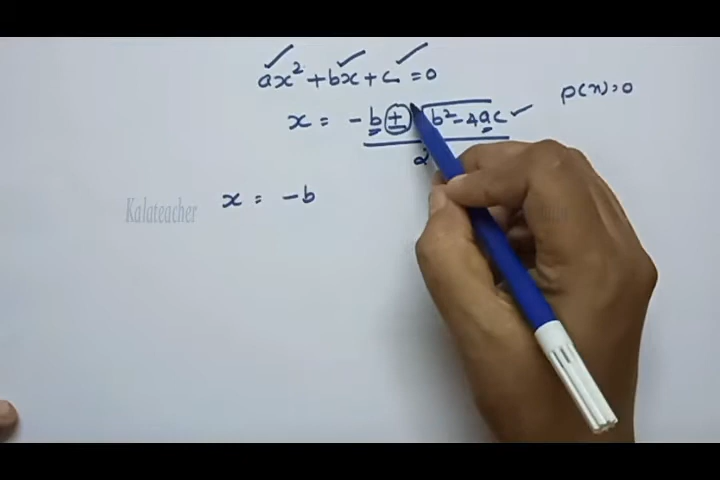 ax² + bx + c = 0
p(x) = 0
x = -b ± √b² - 4ac
2
x = -b
Kalateacher